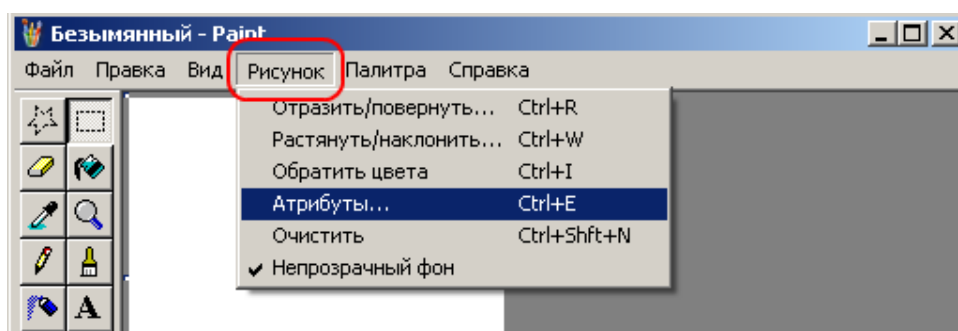 Безымянный - Paint
Файл Правка Вид Рисунок Палитра Справка
Отразить/повернуть... Ctrl+R
Растянуть/наклонить... Ctrl+W
Обратить цвета Ctrl+I
Атрибуты... Ctrl+E
Очистить Ctrl+Shft+N
Непрозрачный фон
A